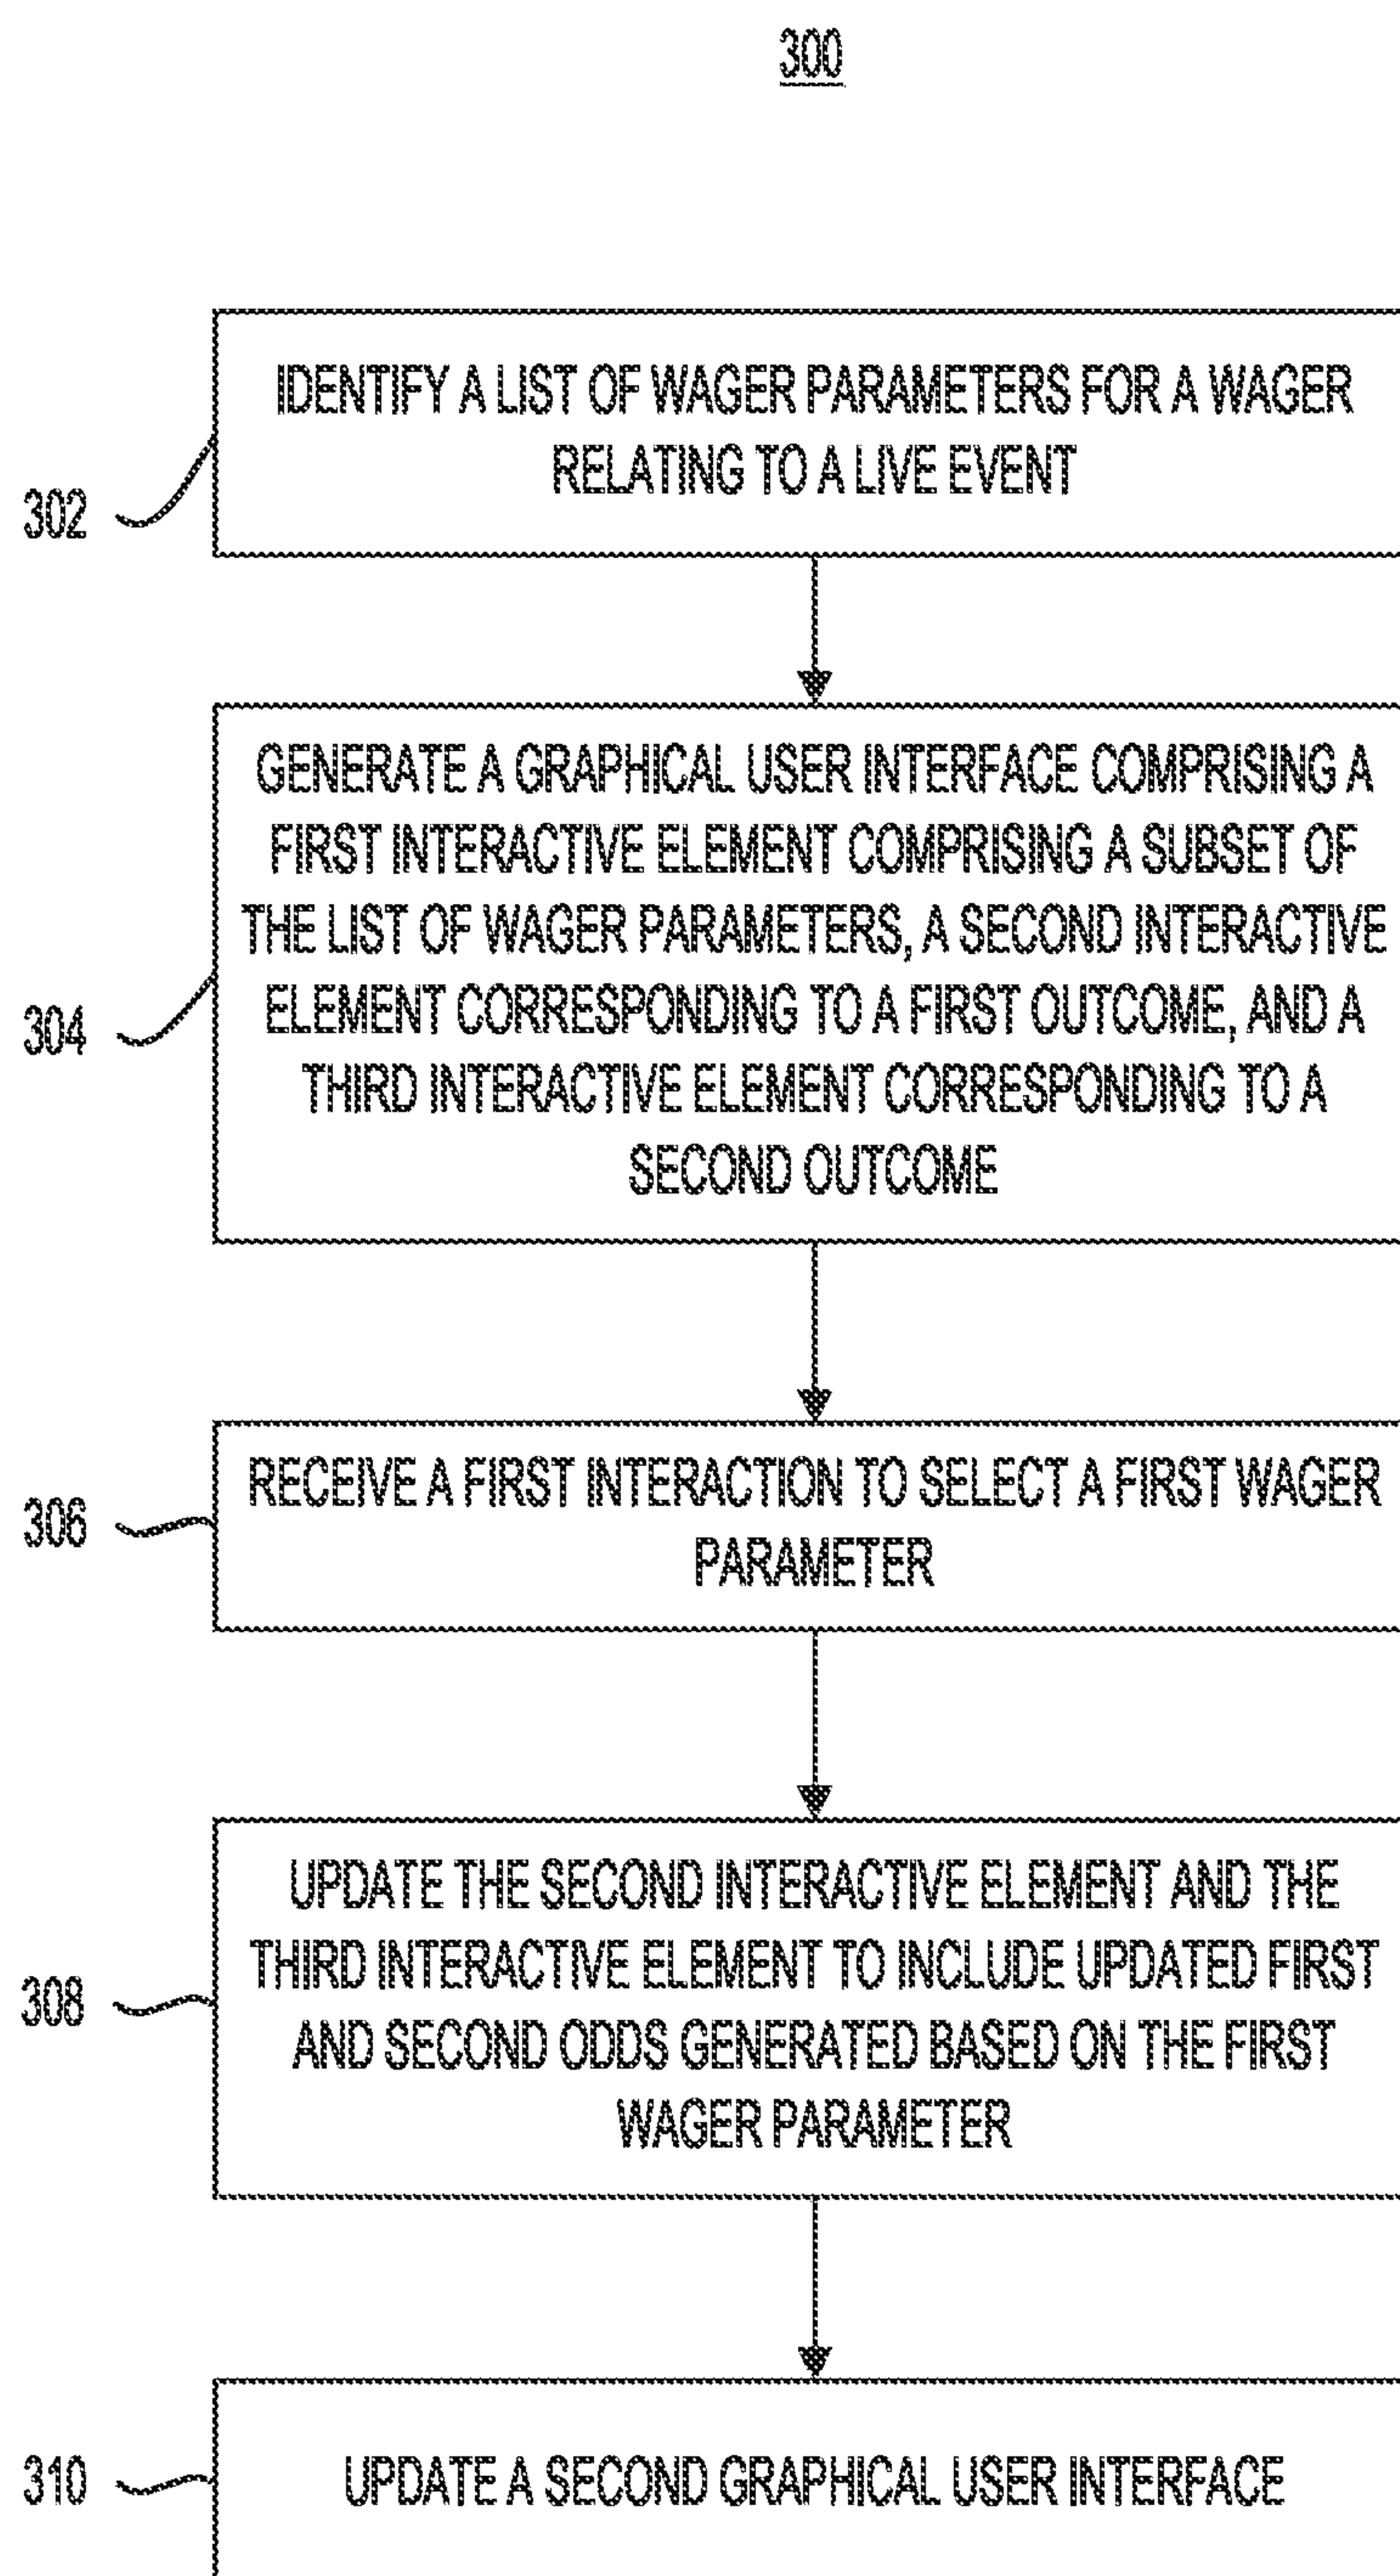 300
IDENTIFY A LIST OF WAGER PARAMETERS FOR A WAGER
RELATING TO A LIVE EVENT
302
GENERATE A GRAPHICAL USER INTERFACE COMPRISING A
FIRST INTERACTIVE ELEMENT COMPRISING A SUBSET OF
THE LIST OF WAGER PARAMETERS, A SECOND INTERACTIVE
ELEMENT CORRESPONDING TO A FIRST OUTCOME, AND A
THIRD INTERACTIVE ELEMENT CORRESPONDING TO A
SECOND OUTCOME
304
RECEIVE A FIRST INTERACTION TO SELECT A FIRST WAGER
PARAMETER
306
UPDATE THE SECOND INTERACTIVE ELEMENT AND THE
THIRD INTERACTIVE ELEMENT TO INCLUDE UPDATED FIRST
AND SECOND ODDS GENERATED BASED ON THE FIRST
WAGER PARAMETER
308
UPDATE A SECOND GRAPHICAL USER INTERFACE
310